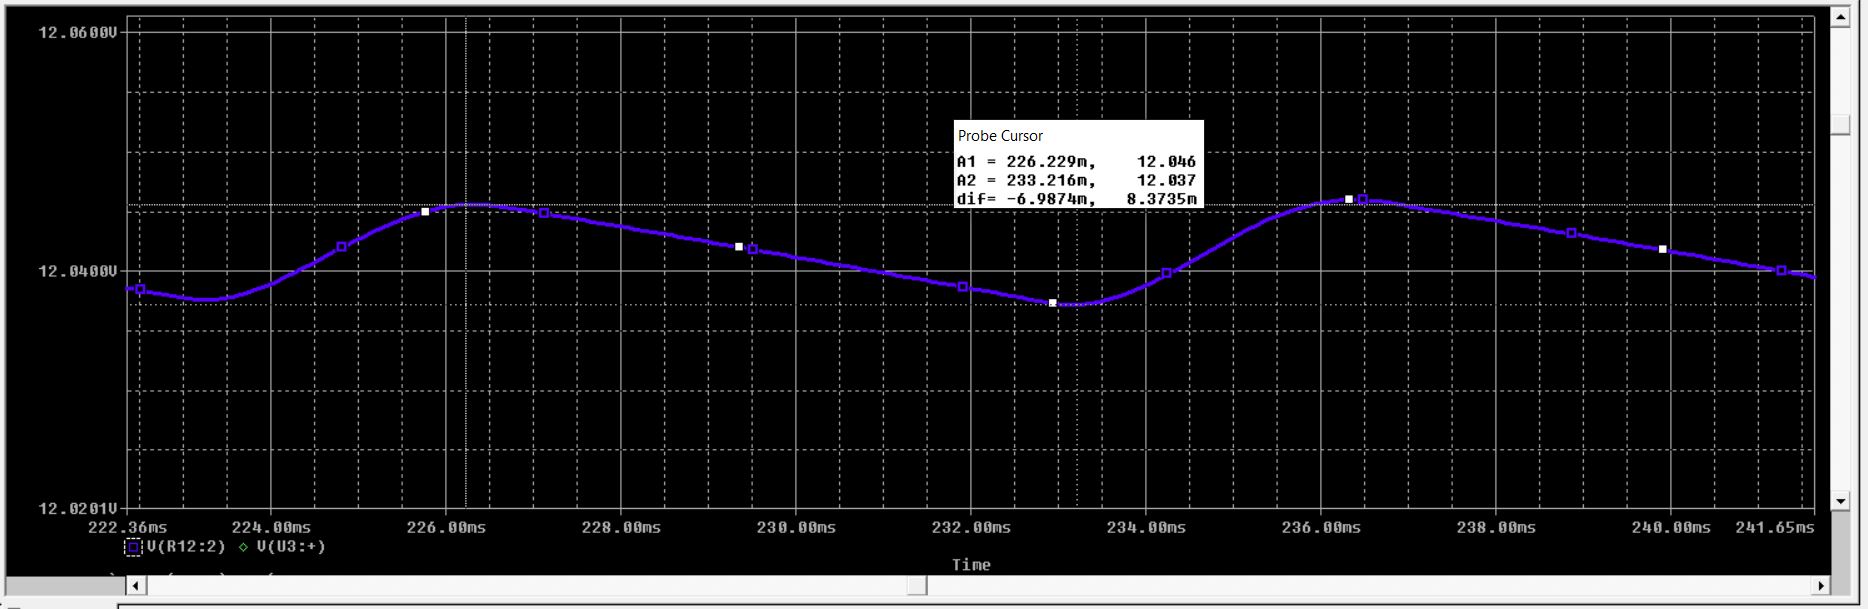 12.0600V
Probe Cursor
A1 = 226.229m, 12.046
A2 = 233.216m, 12.037
dif= -6.9874m, 8.3735m
12.0400V
12.0201V
222.36ms 224.00ms 226.00ms 228.00ms 230.00ms 232.00ms 234.00ms 236.00ms 238.00ms 240.00ms 241.65ms
V(R12:2) V(U3:+)
Time